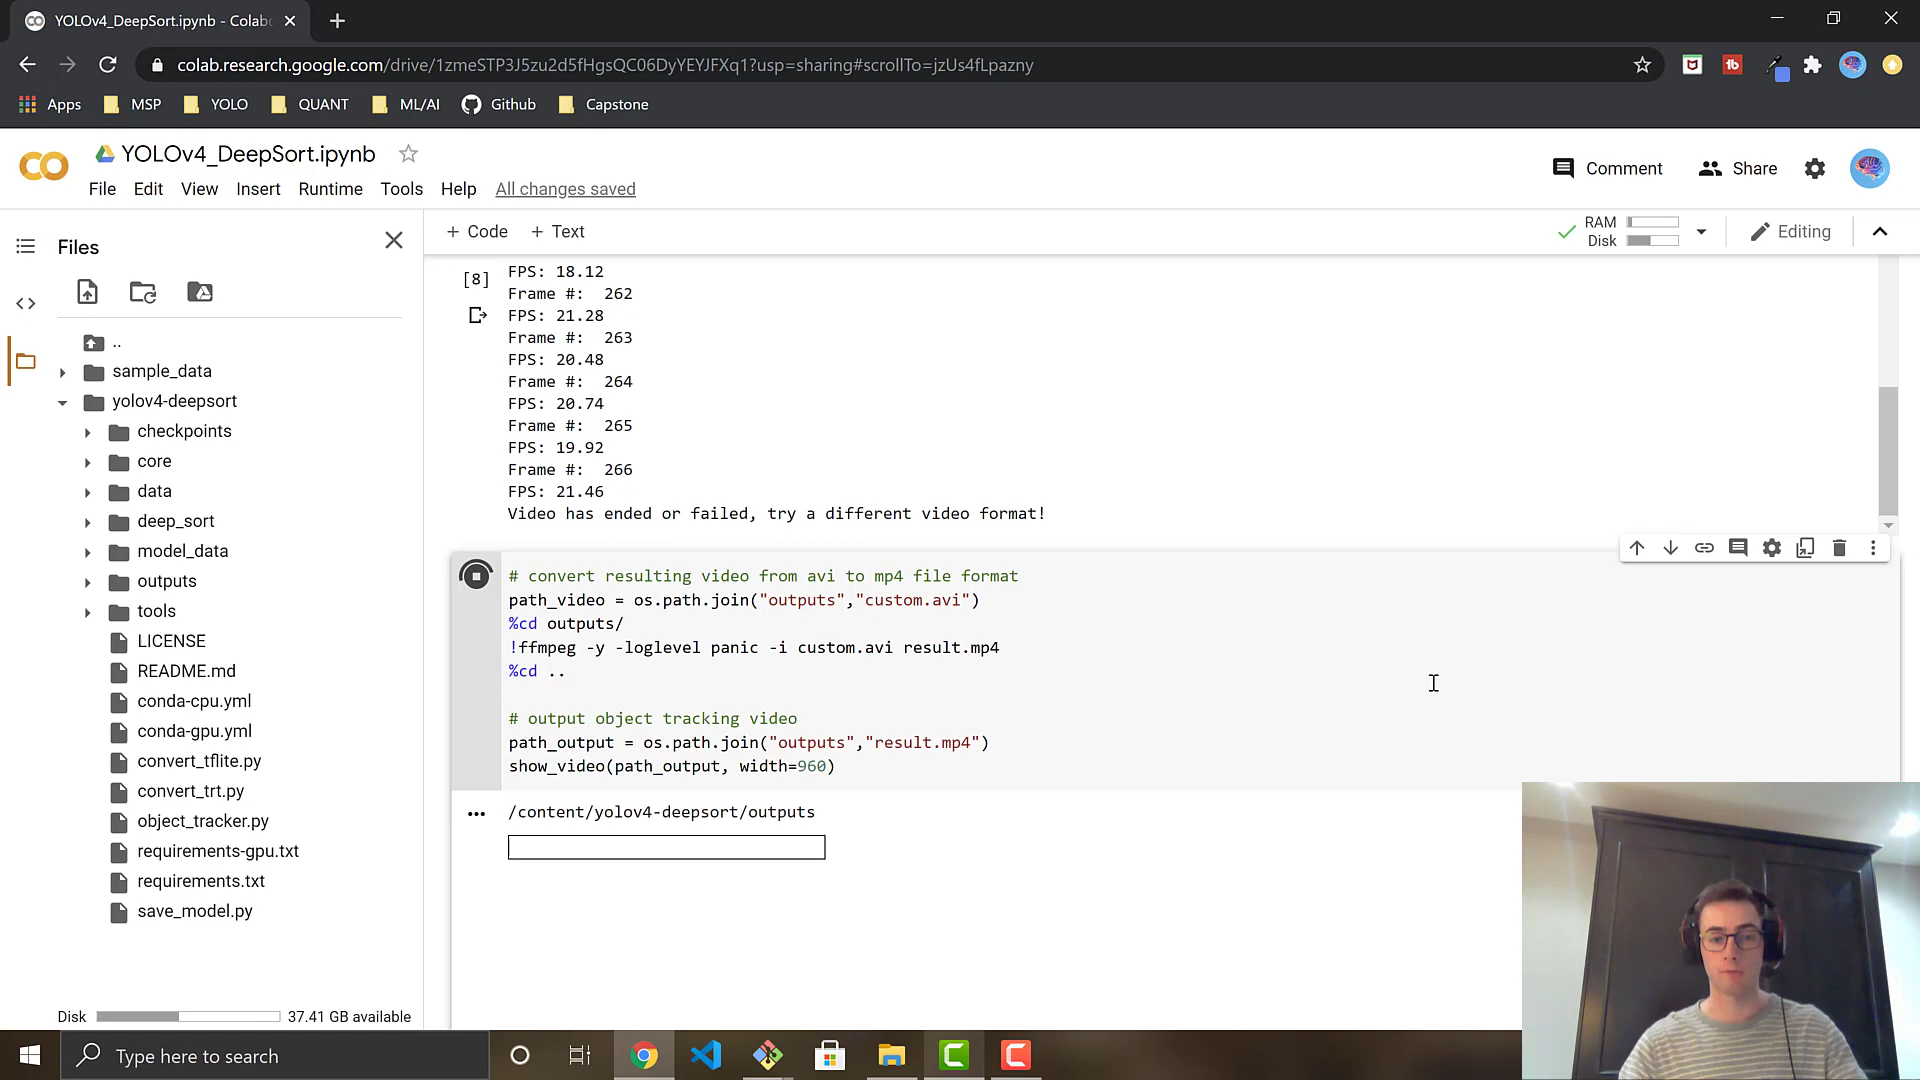 YOLOv4_DeepSort.ipynb - Colab
colab.research.google.com/drive/1zmeSTP3J5zu2d5fHgsQC06DyYEYJFXq1?usp=sharing#scrollTo=jzUs4fLpazny
Apps MSP YOLO QUANT ML/AI Github Capstone
YOLOv4_DeepSort.ipynb
Comment Share
File Edit View Insert Runtime Tools Help All changes saved
Files
+ Code + Text
RAM
Disk
Editing
..
sample_data
yolov4-deepsort
checkpoints
core
data
deep_sort
model_data
outputs
tools
LICENSE
README.md
conda-cpu.yml
conda-gpu.yml
convert_tflite.py
convert_trt.py
object_tracker.py
requirements-gpu.txt
requirements.txt
save_model.py
Disk 37.41 GB available
[8]
FPS: 18.12
Frame #: 262
FPS: 21.28
Frame #: 263
FPS: 20.48
Frame #: 264
FPS: 20.74
Frame #: 265
FPS: 19.92
Frame #: 266
FPS: 21.46
Video has ended or failed, try a different video format!
# convert resulting video from avi to mp4 file format
path_video = os.path.join("outputs","custom.avi")
%cd outputs/
!ffmpeg -y -loglevel panic -i custom.avi result.mp4
%cd ..
# output object tracking video
path_output = os.path.join("outputs","result.mp4")
show_video(path_output, width=960)
/content/yolov4-deepsort/outputs
Type here to search